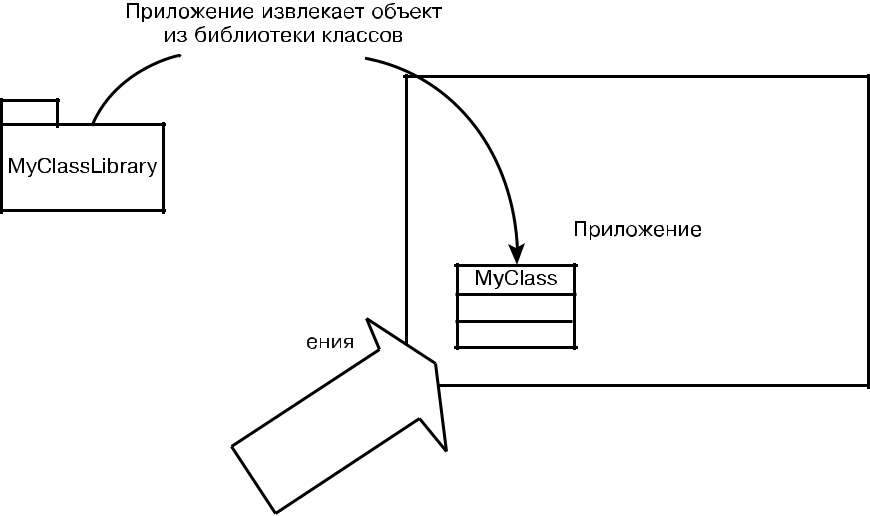 Приложение извлекает объект
из библиотеки классов
MyClassLibrary
Приложение
MyClass
ения